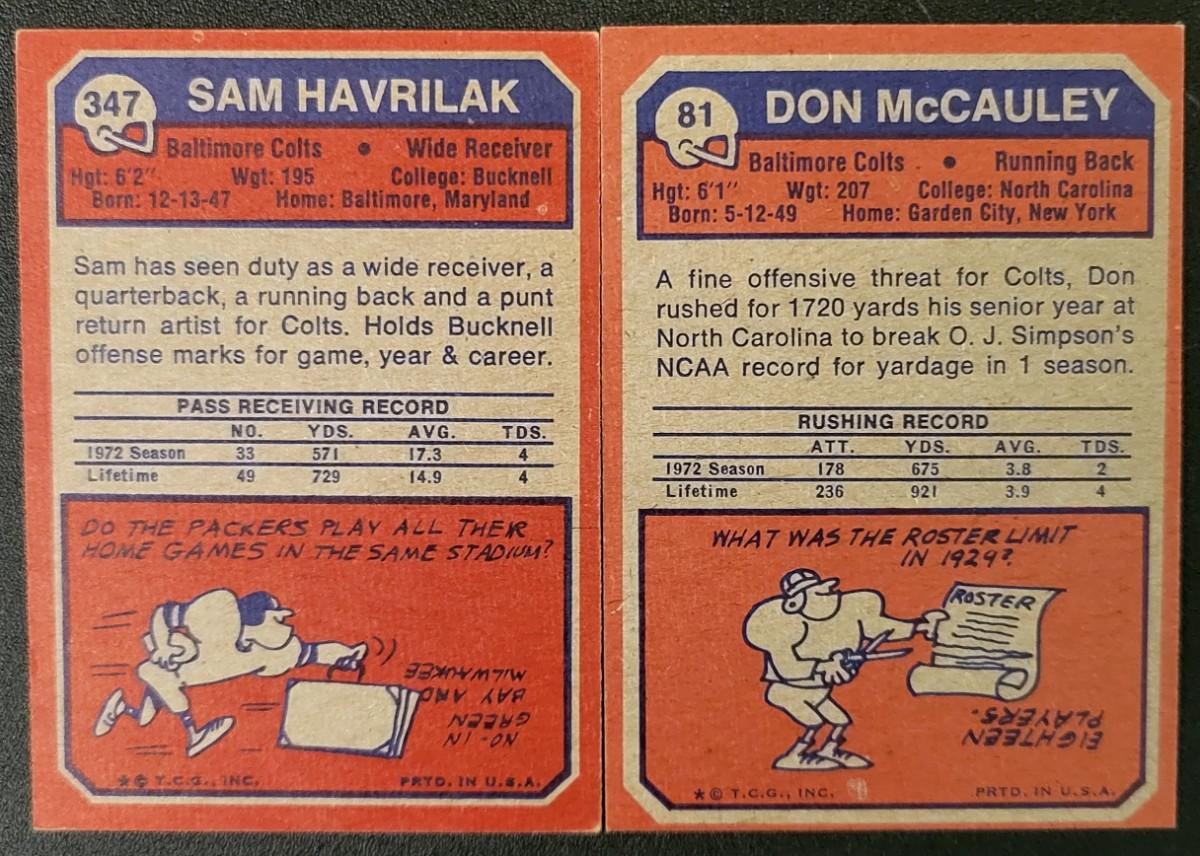 347 SAM HAVRILAK
Baltimore Colts • Wide Receiver
Hgt: 6'2" Wgt: 195 College: Bucknell
Born: 12-13-47 Home: Baltimore, Maryland
Sam has seen duty as a wide receiver, a
quarterback, a running back and a punt
return artist for Colts. Holds Bucknell
offense marks for game, year & career.
PASS RECEIVING RECORD
NO. YDS. AVG. TDS.
1972 Season 33 571 17.3 4
Lifetime 49 729 14.9 4
DO THE PACKERS PLAY ALL THEIR
HOME GAMES IN THE SAME STADIUM?
NO-IN
GREEN
BAY AND
MILWAUKEE
*© T.C.G., INC. PRTD. IN U.S.A.
81 DON McCAULEY
Baltimore Colts • Running Back
Hgt: 6'1" Wgt: 207 College: North Carolina
Born: 5-12-49 Home: Garden City, New York
A fine offensive threat for Colts, Don
rushed for 1720 yards his senior year at
North Carolina to break O. J. Simpson's
NCAA record for yardage in 1 season.
RUSHING RECORD
ATT. YDS. AVG. TDS.
1972 Season 178 675 3.8 2
Lifetime 236 921 3.9 4
WHAT WAS THE ROSTER LIMIT
IN 1929?
ROSTER
EIGHTEEN
PLAYERS.
*© T.C.G., INC. PRTD. IN U.S.A.